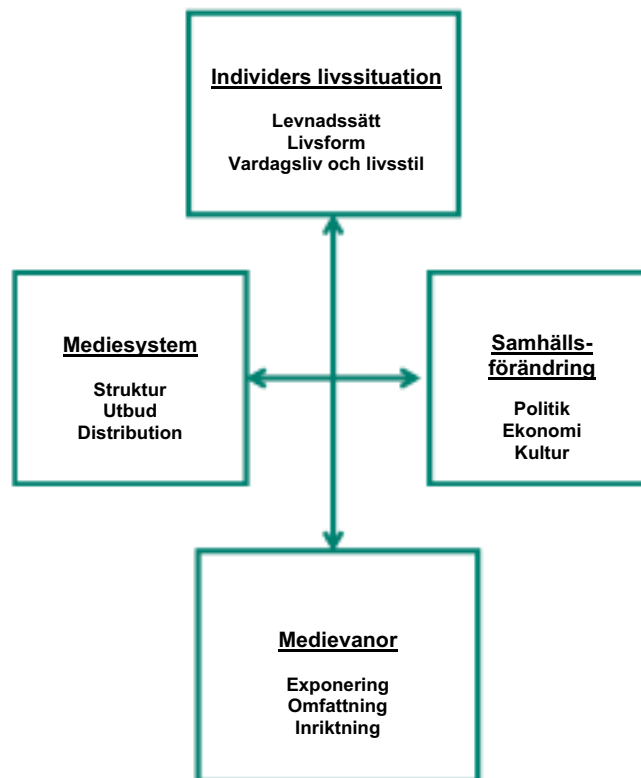 Individers livssituation
Levnadssätt
Livsform
Vardagsliv och livsstil
Mediesystem
Struktur
Utbud
Distribution
Samhälls-
förändring
Politik
Ekonomi
Kultur
Medievanor
Exponering
Omfattning
Inriktning